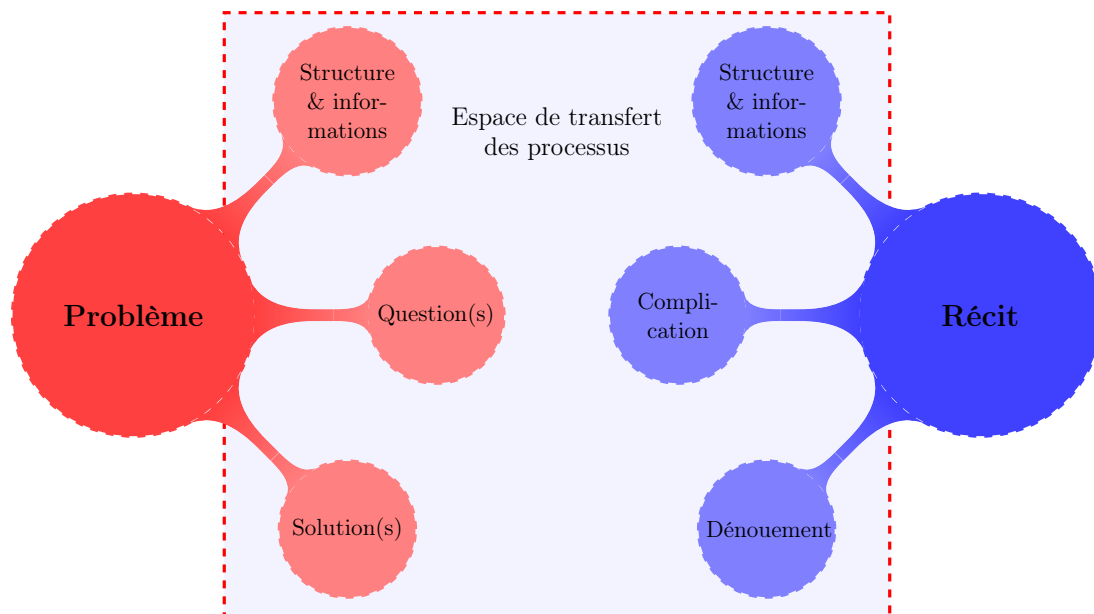 Structure
& infor-
mations
Structure
& infor-
mations
Espace de transfert
des processus
Problème
Question(s)
Compli-
cation
Récit
Solution(s)
Dénouement